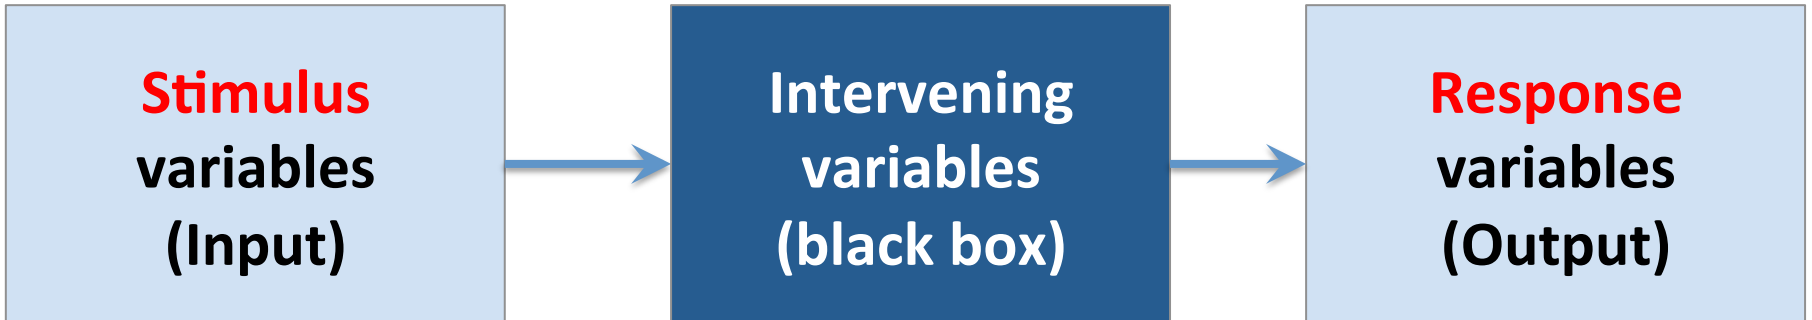 Stimulus
variables
(Input)
Intervening
variables
(black box)
Response
variables
(Output)